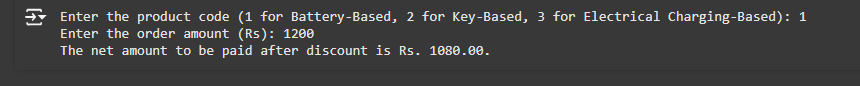 Enter the product code (1 for Battery-Based, 2 for Key-Based, 3 for Electrical Charging-Based): 1
Enter the order amount (Rs): 1200
The net amount to be paid after discount is Rs. 1080.00.